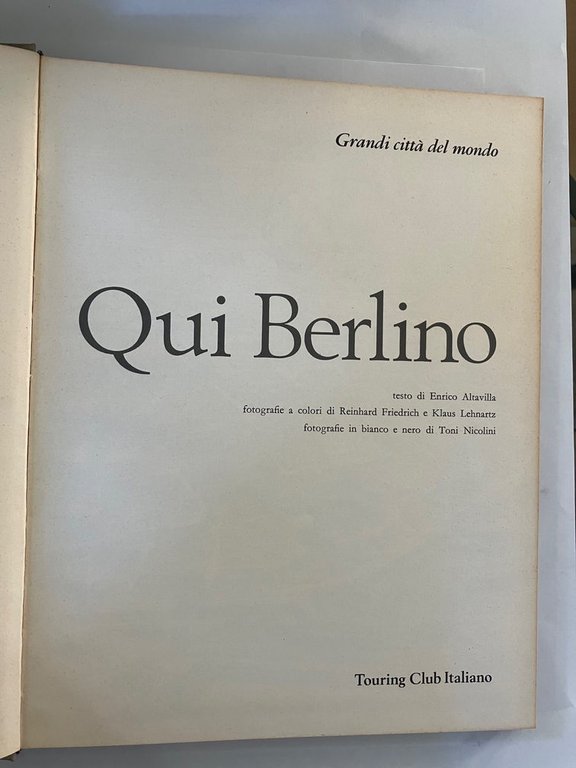 Grandi città del mondo
Qui Berlino
testo di Enrico Altavilla
fotografie a colori di Reinhard Friedrich e Klaus Lehnartz
fotografie in bianco e nero di Toni Nicolini
Touring Club Italiano